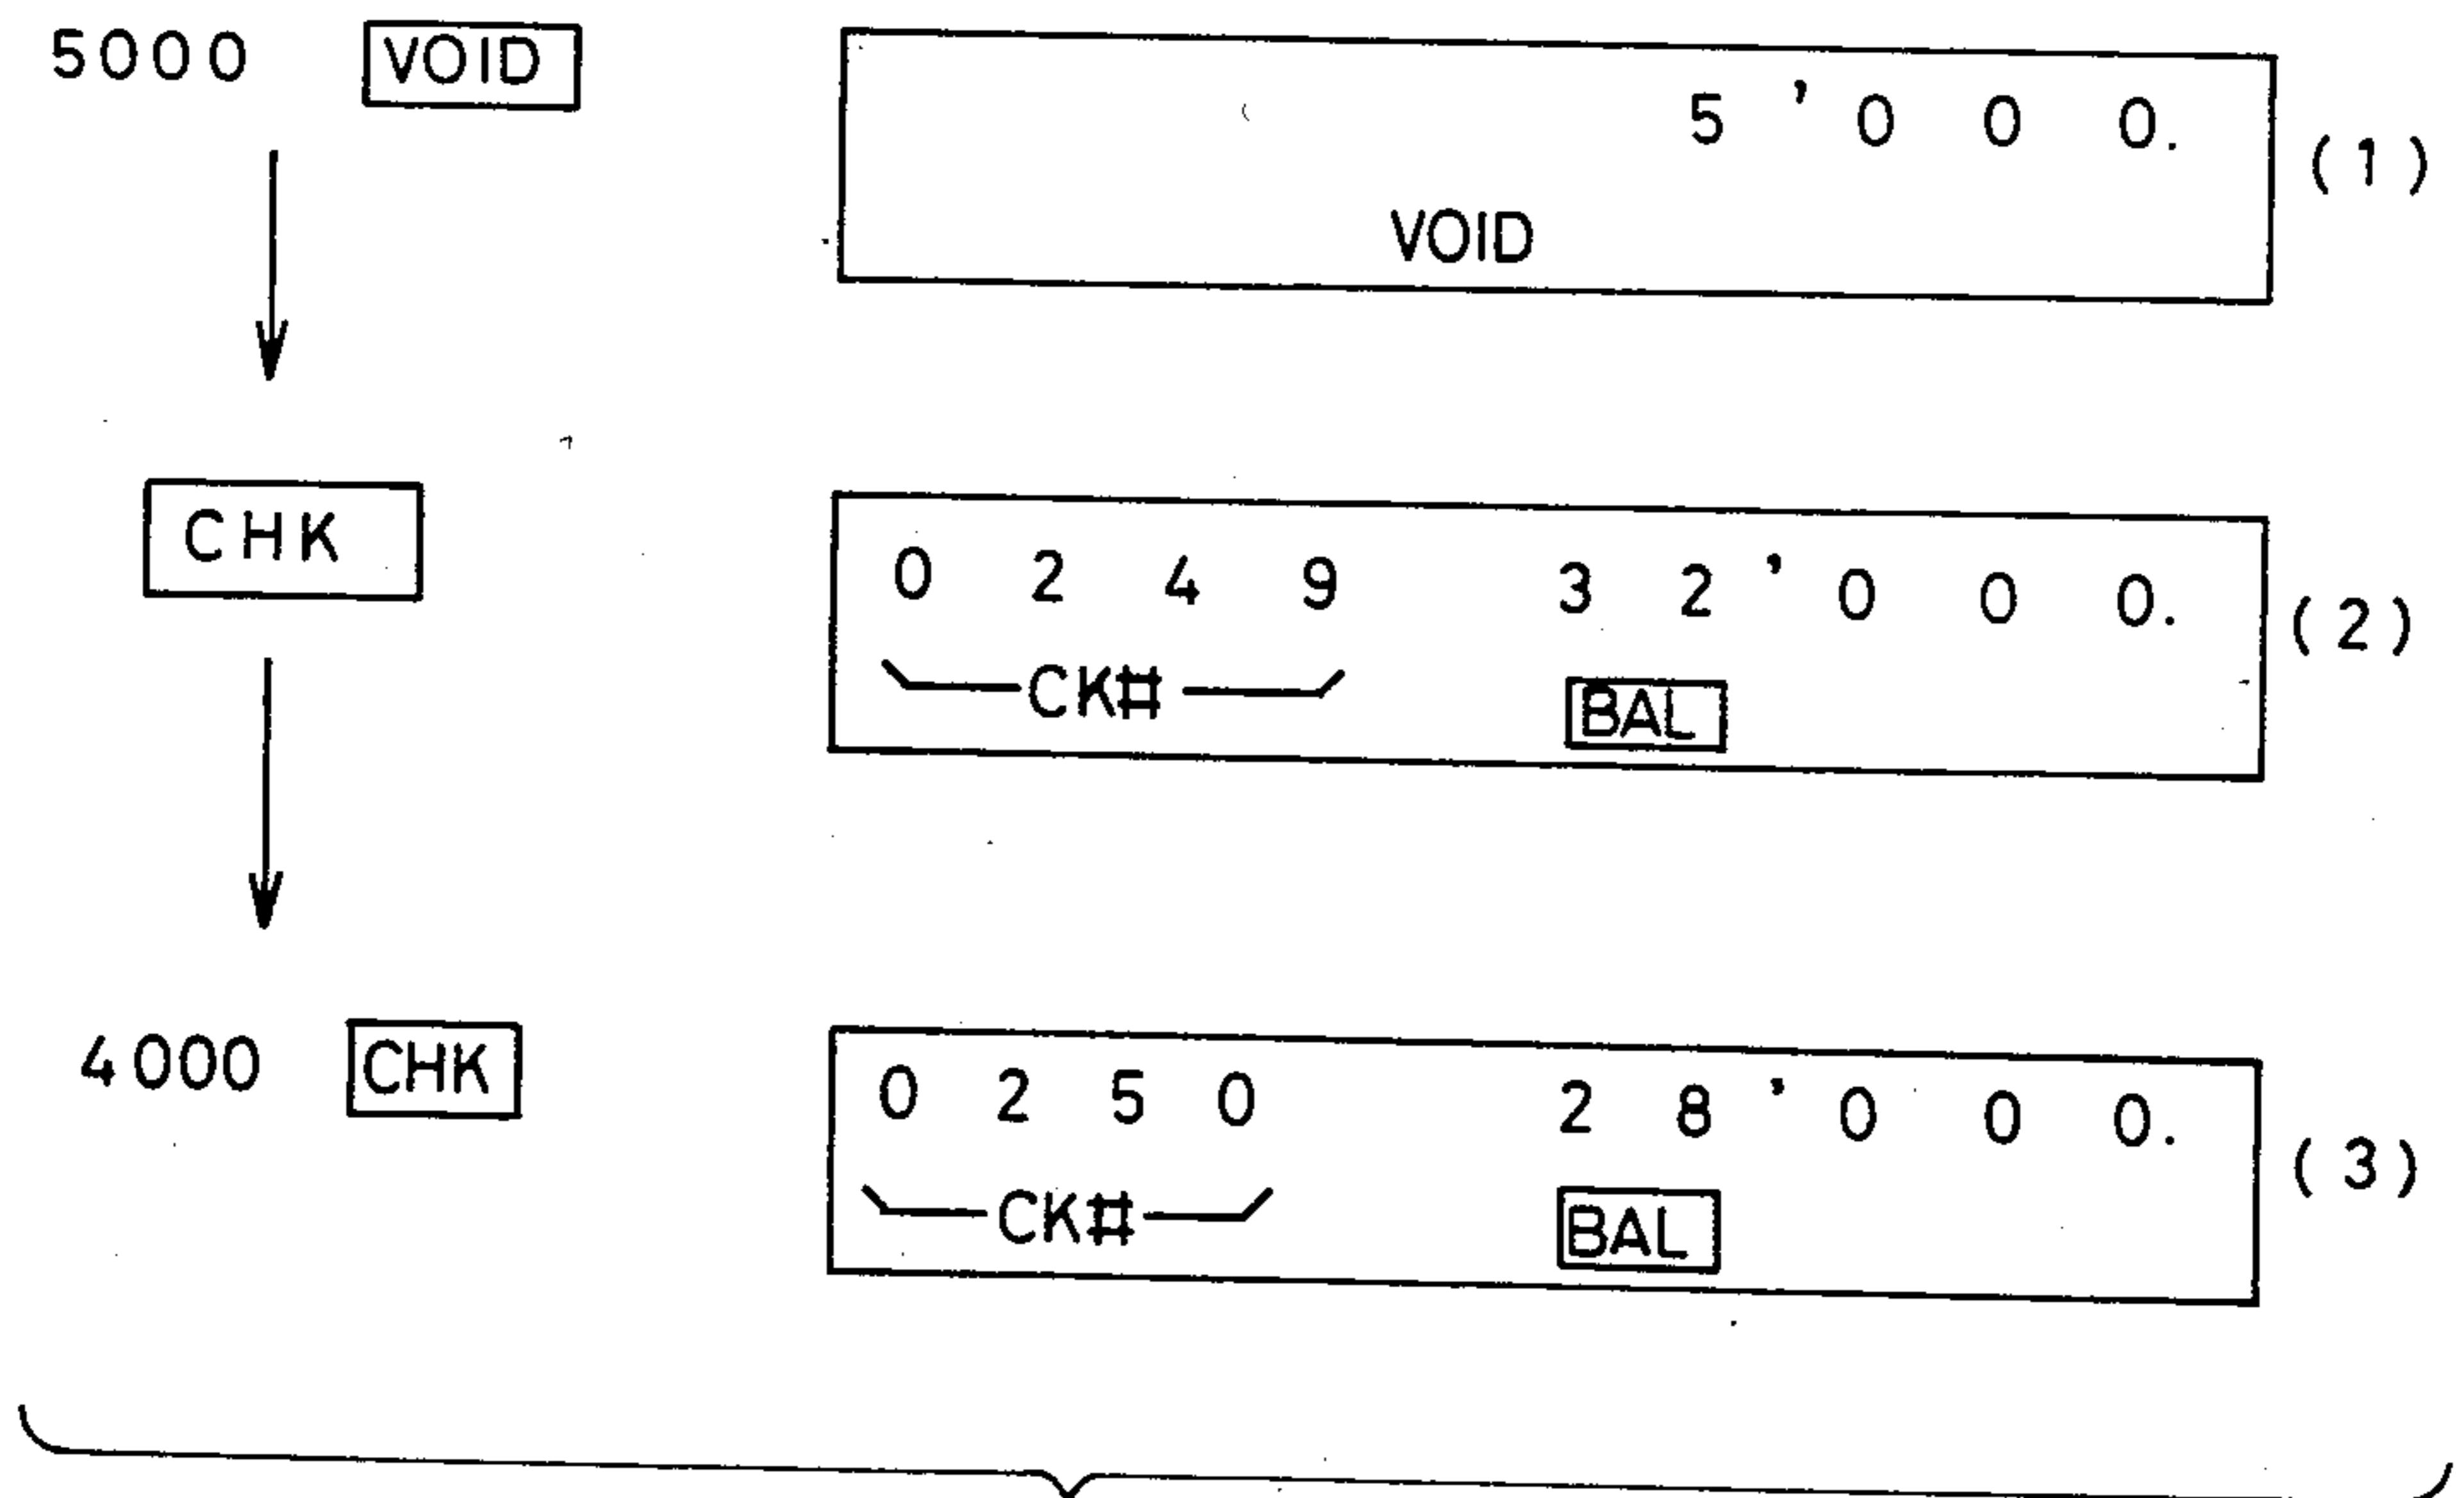 5000 VOID
5'000.
VOID
(1)
CHK
0249 32'000.
CK# BAL
(2)
4000 CHK
0250 28'000.
CK# BAL
(3)